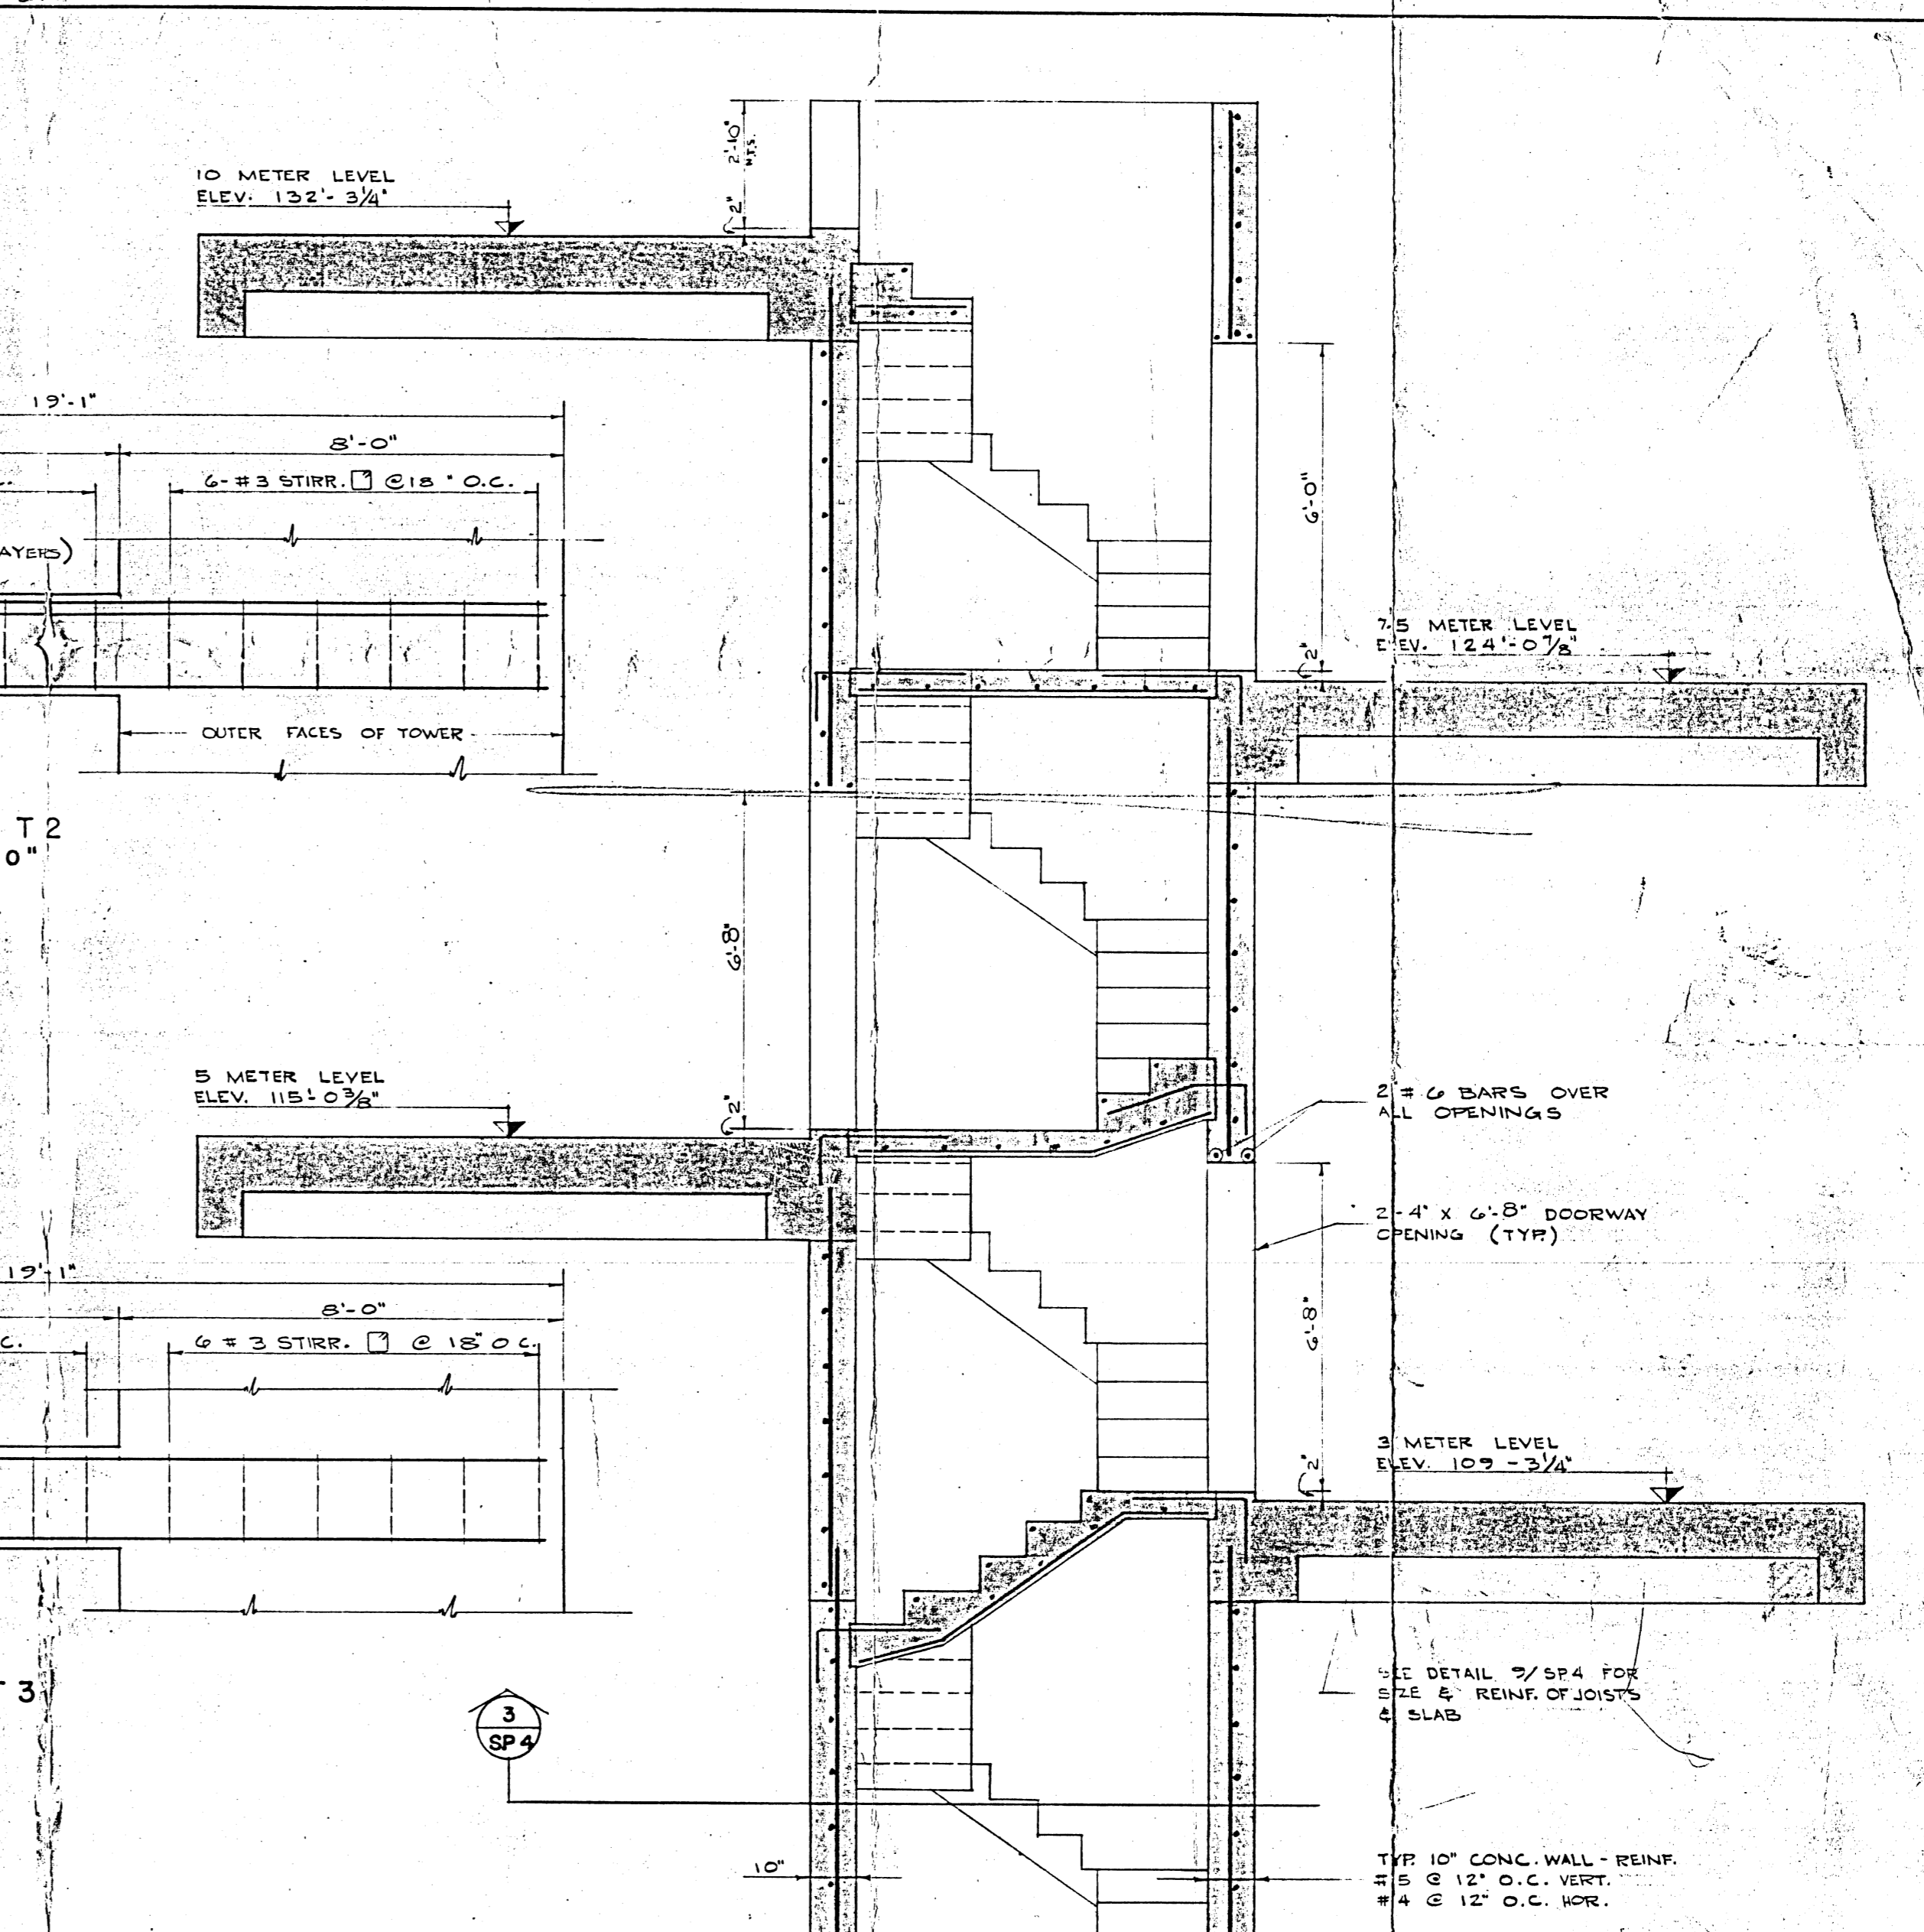 2'-10"
N.T.S.
2"
10 METER LEVEL
ELEV. 132'- 3/4"
19'-1"
8'-0"
6- #3 STIRR. @ 18 " O.C.
AYERS)
OUTER FACES OF TOWER
T 2
0"
6'-0"
2"
7.5 METER LEVEL
ELEV. 124'-0 7/8"
6'-8"
2"
5 METER LEVEL
ELEV. 115'-0 3/8"
2 # 6 BARS OVER
ALL OPENINGS
2'-4" X 6'-8" DOORWAY
OPENING (TYP.)
6'-8"
2"
19'-1"
8'-0"
C.
6 # 3 STIRR. @ 18" O C.
3 METER LEVEL
ELEV. 109 - 3 1/4"
3
3
SP 4
SEE DETAIL 9/SP4 FOR
SIZE & REINF. OF JOISTS
& SLAB
10"
TYP. 10" CONC. WALL - REINF.
#5 @ 12" O.C. VERT.
#4 @ 12" O.C. HOR.